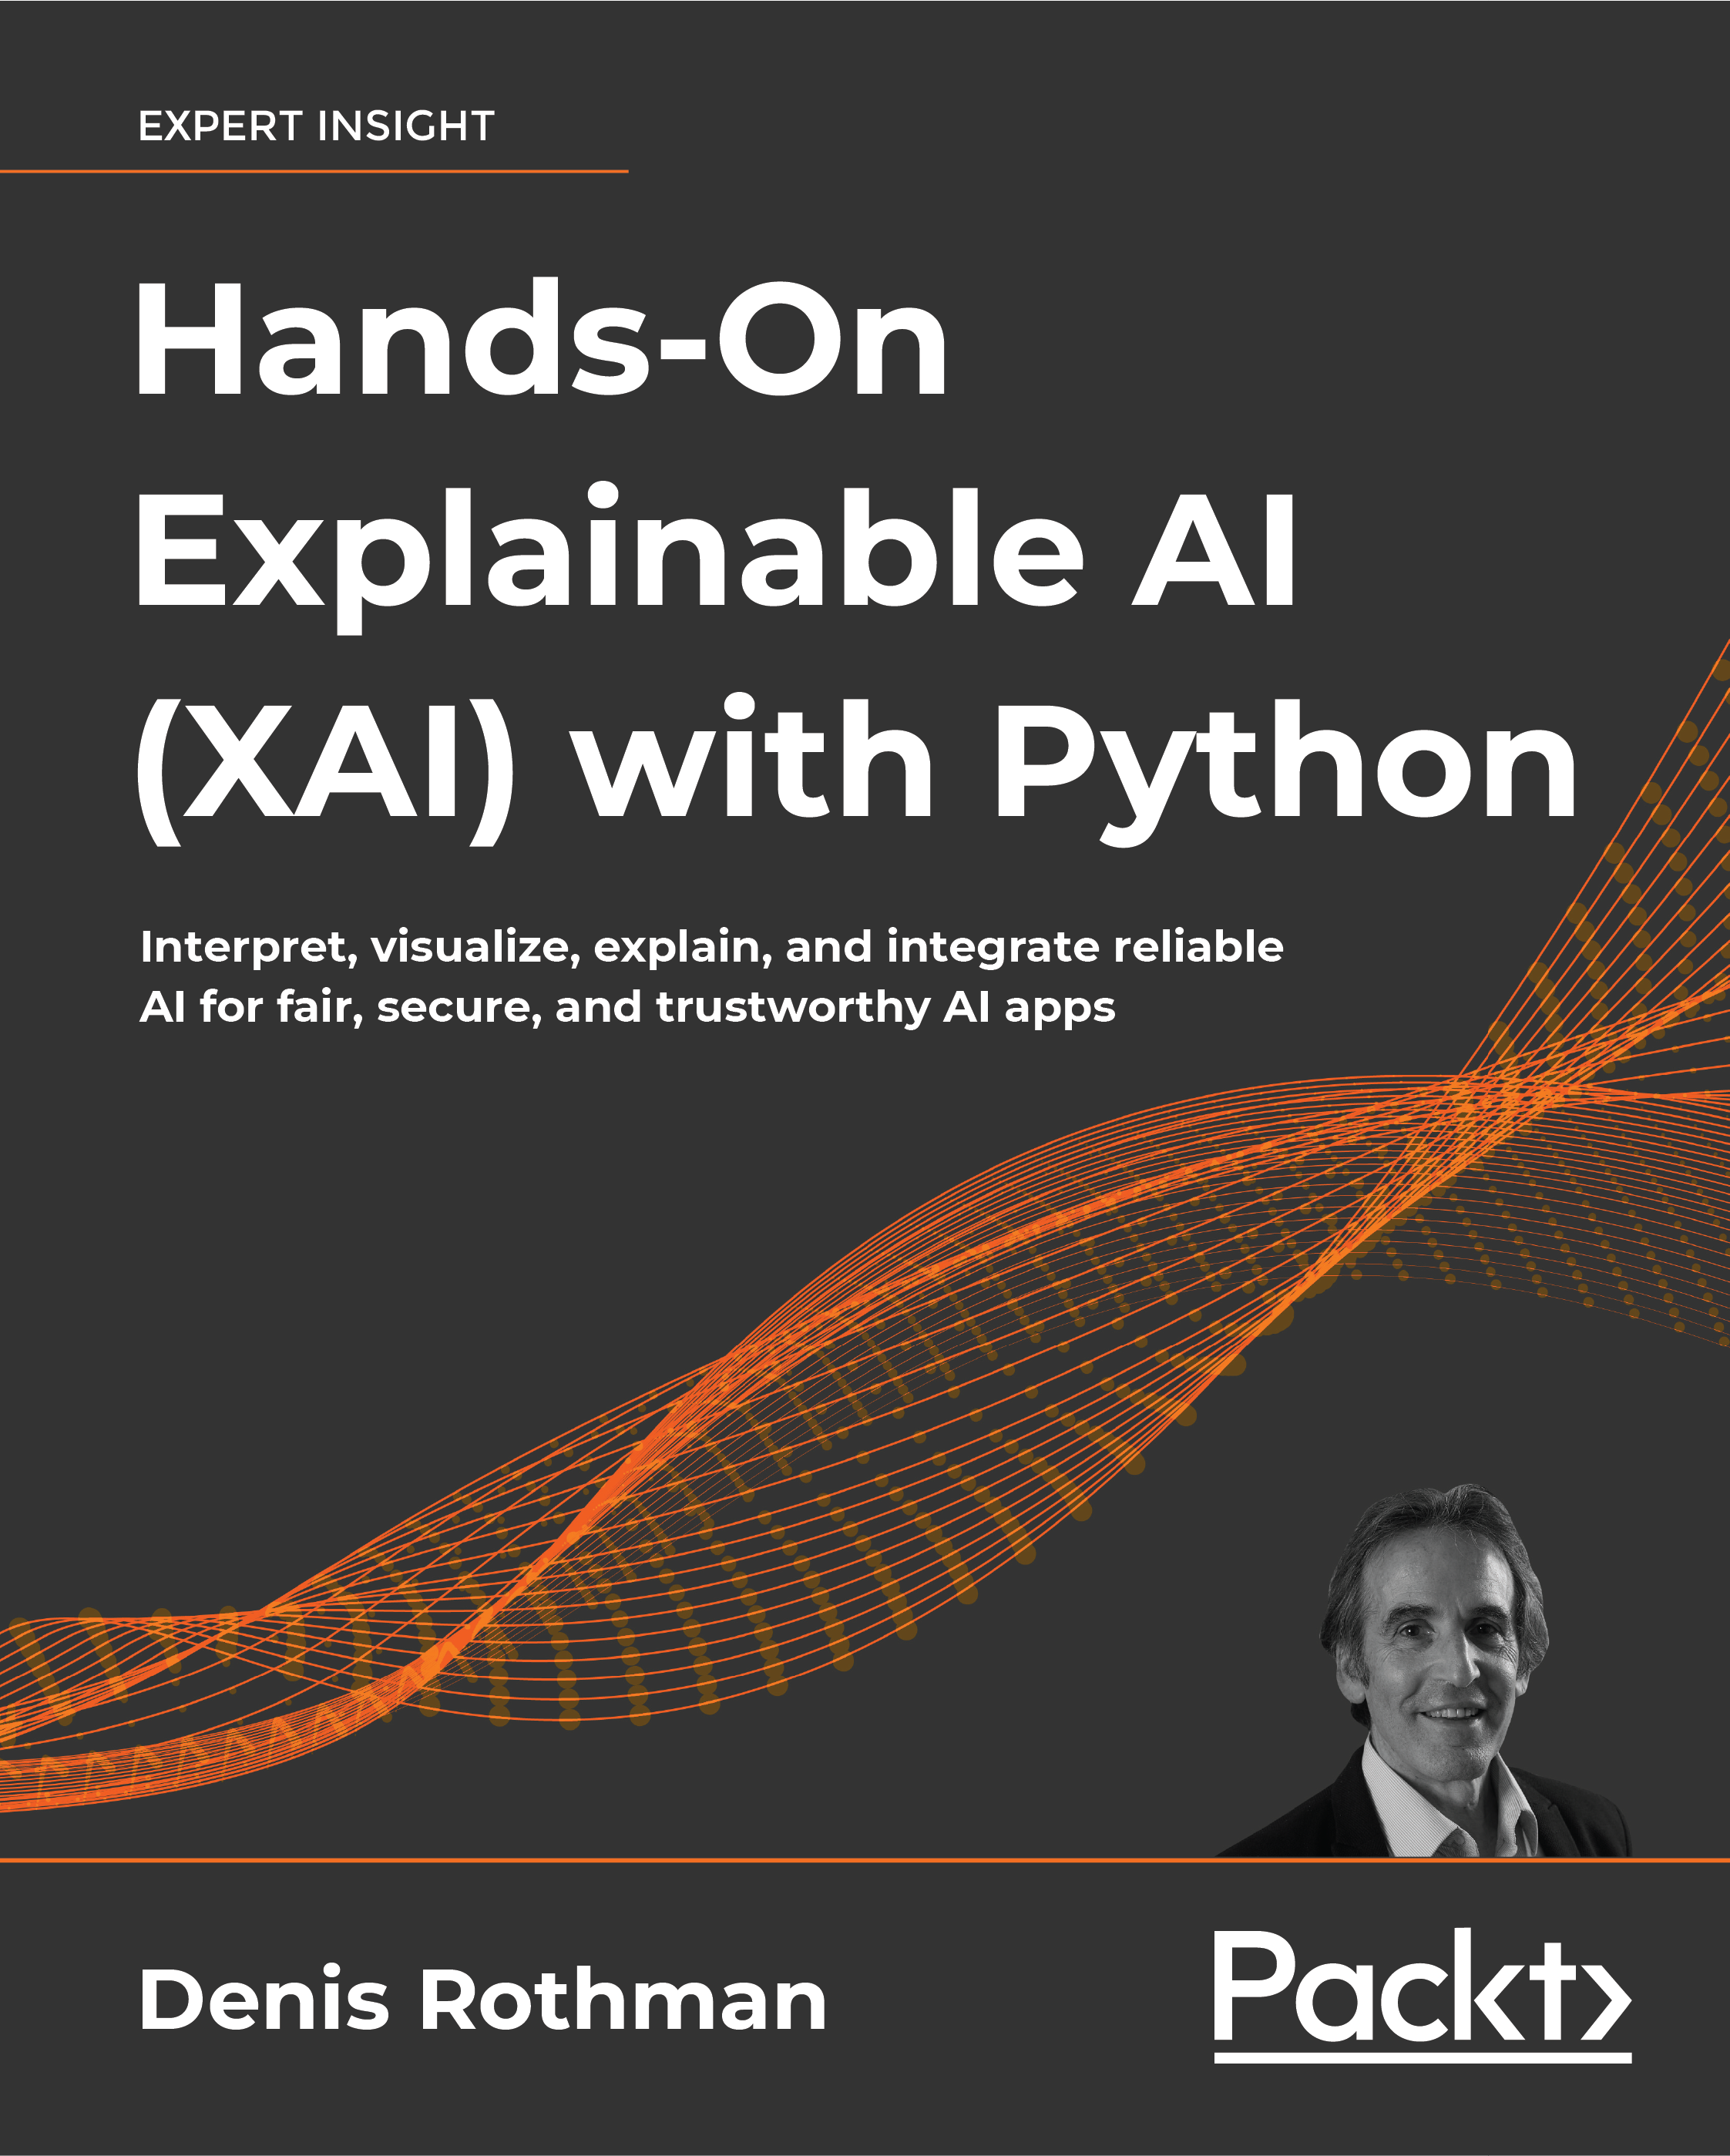 EXPERT INSIGHT
Hands-On
Explainable AI
(XAI) with Python
Interpret, visualize, explain, and integrate reliable
AI for fair, secure, and trustworthy AI apps
Denis Rothman
Packt>